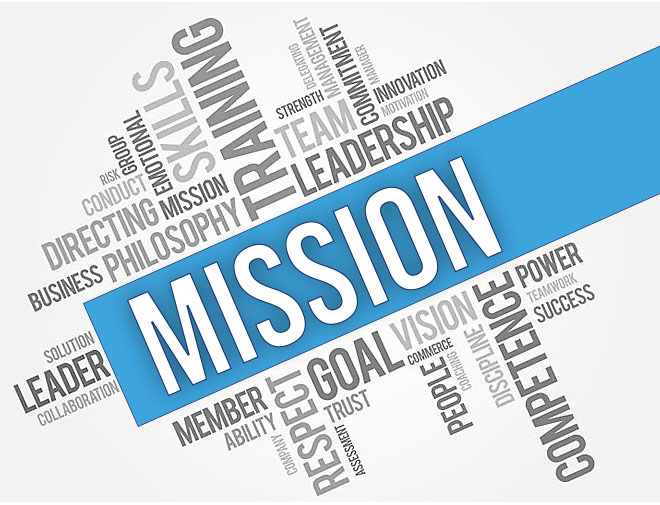 TRAINING
SKILLS
DELEGATING
MANAGEMENT
COMMITMENT
MANAGER
INNOVATION
MOTIVATION
STRENGTH
TEAM
LEADERSHIP
RISK
GROUP
EMOTIONAL
CONDUCT
MISSION
DIRECTING
PHILOSOPHY
BUSINESS
MISSION
SOLUTION
LEADER
COLLABORATION
MEMBER
ABILITY
COMPANY
RESPECT
GOAL
TRUST
ASSESSMENT
VISION
COMMERCE
PEOPLE
COACHING
DISCIPLINE
COMPETENCE
POWER
TEAMWORK
SUCCESS